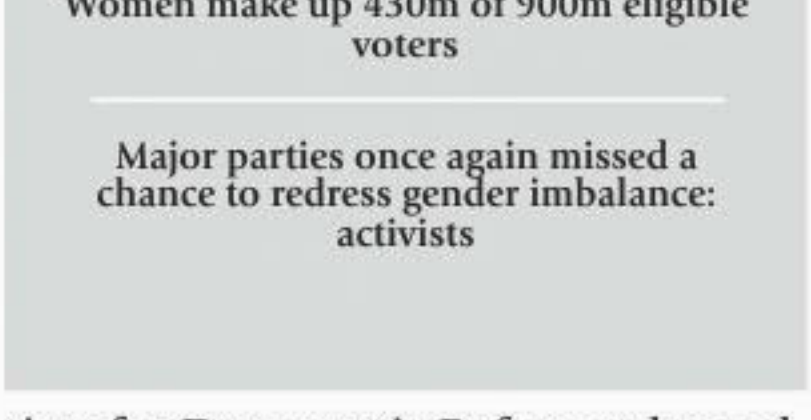 Women make up 430m of 900m eligible
voters
Major parties once again missed a
chance to redress gender imbalance:
activists